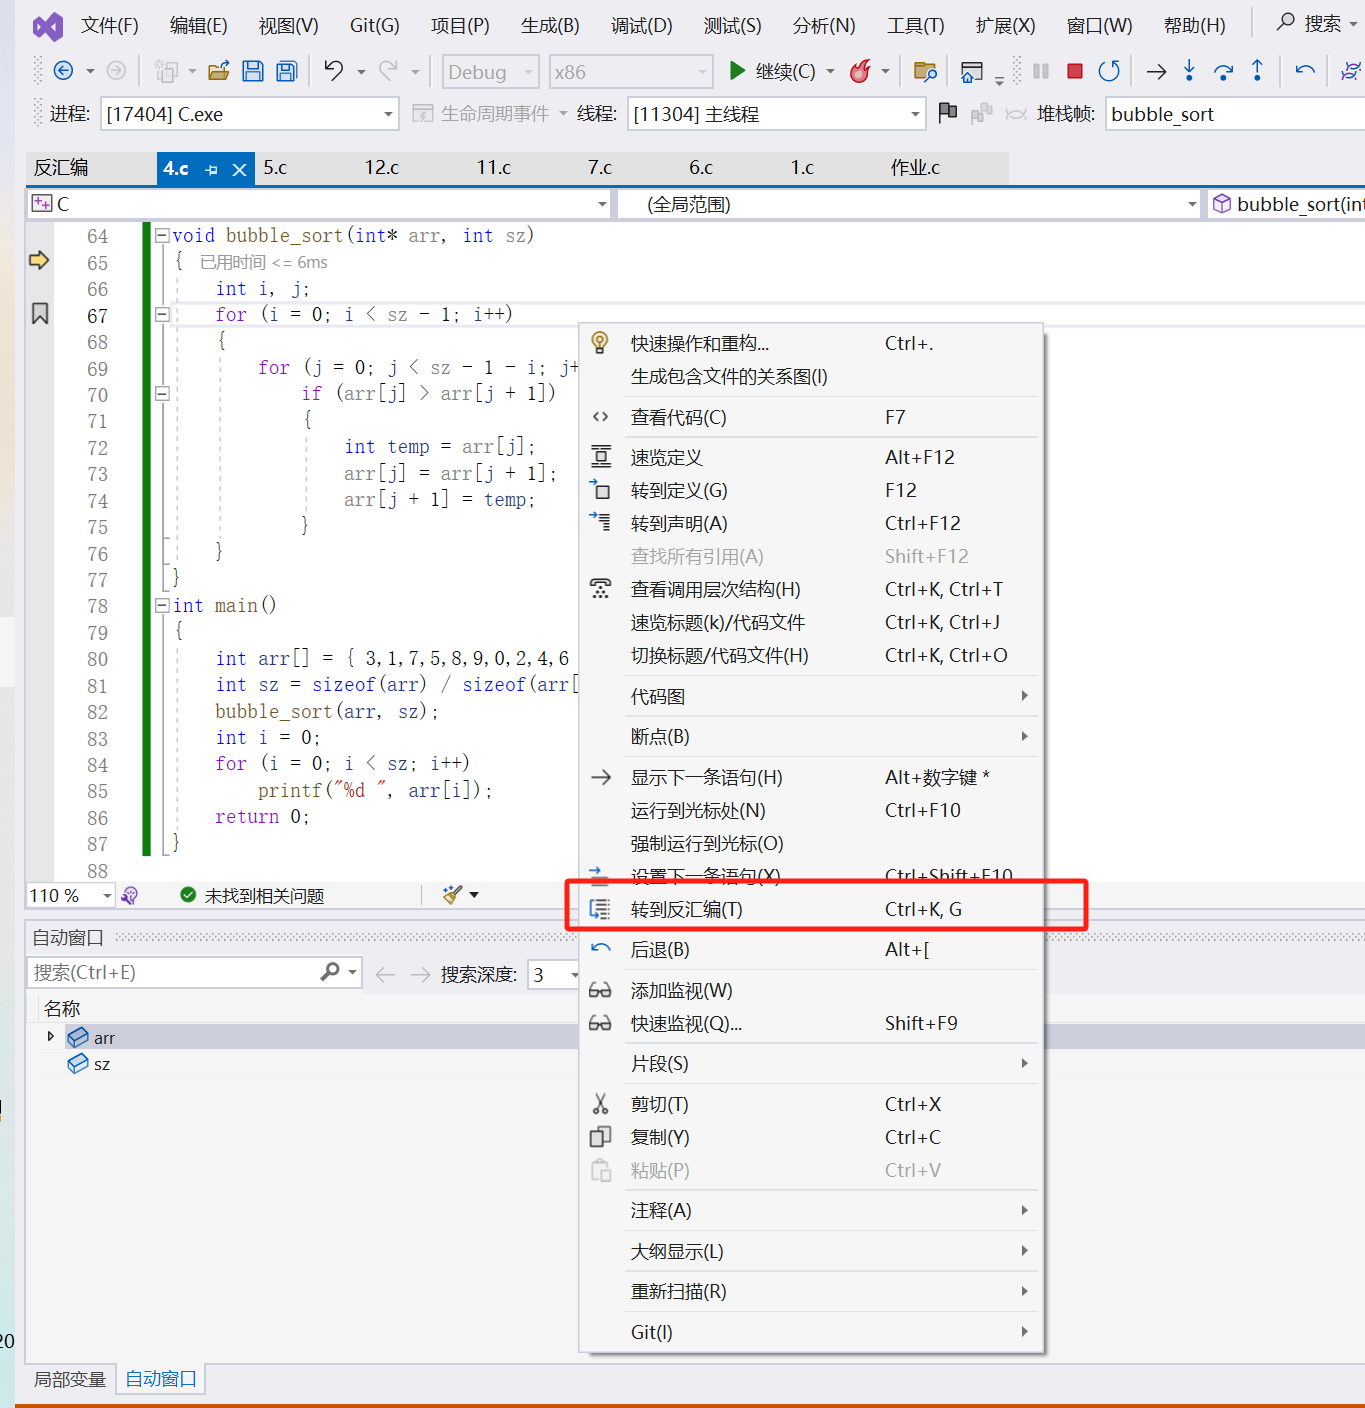 文件(F) 编辑(E) 视图(V) Git(G) 项目(P) 生成(B) 调试(D) 测试(S) 分析(N) 工具(T) 扩展(X) 窗口(W) 帮助(H) 搜索
Debug x86 继续(C)
进程: [17404] C.exe 生命周期事件 线程: [11304] 主线程 堆栈帧: bubble_sort
反汇编 4.c 5.c 12.c 11.c 7.c 6.c 1.c 作业.c
C (全局范围) bubble_sort(int
64 void bubble_sort(int* arr, int sz)
65 { 已用时间 <= 6ms
66 int i, j;
67 for (i = 0; i < sz - 1; i++)
68 {
69 for (j = 0; j < sz - 1 - i; j+
70 if (arr[j] > arr[j + 1])
71 {
72 int temp = arr[j];
73 arr[j] = arr[j + 1];
74 arr[j + 1] = temp;
75 }
76 }
77 }
78 int main()
79 {
80 int arr[] = { 3,1,7,5,8,9,0,2,4,6
81 int sz = sizeof(arr) / sizeof(arr[
82 bubble_sort(arr, sz);
83 int i = 0;
84 for (i = 0; i < sz; i++)
85 printf("%d ", arr[i]);
86 return 0;
87 }
88
110 % 未找到相关问题
自动窗口
搜索(Ctrl+E) 搜索深度: 3
名称
arr
sz
局部变量 自动窗口
快速操作和重构... Ctrl+.
生成包含文件的关系图(I)
查看代码(C) F7
速览定义 Alt+F12
转到定义(G) F12
转到声明(A) Ctrl+F12
查找所有引用(A) Shift+F12
查看调用层次结构(H) Ctrl+K, Ctrl+T
速览标题(k)/代码文件 Ctrl+K, Ctrl+J
切换标题/代码文件(H) Ctrl+K, Ctrl+O
代码图
断点(B)
显示下一条语句(H) Alt+数字键 *
运行到光标处(N) Ctrl+F10
强制运行到光标(O)
设置下一条语句(X) Ctrl+Shift+F10
转到反汇编(T) Ctrl+K, G
后退(B) Alt+[
添加监视(W)
快速监视(Q)... Shift+F9
片段(S)
剪切(T) Ctrl+X
复制(Y) Ctrl+C
粘贴(P) Ctrl+V
注释(A)
大纲显示(L)
重新扫描(R)
Git(I)
20